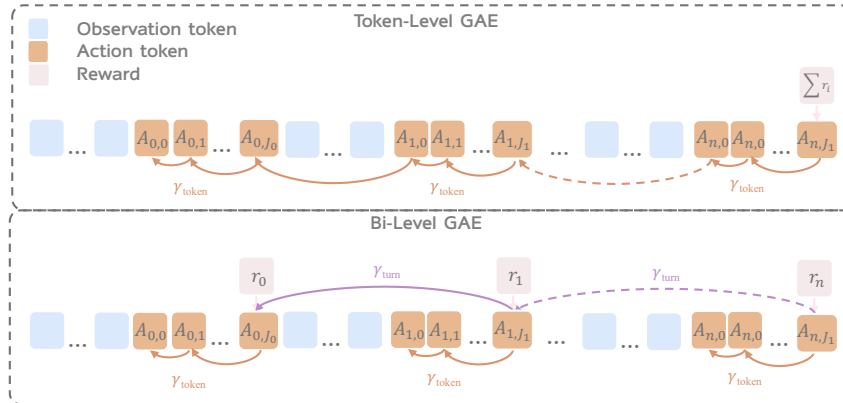 Token-Level GAE
Observation token
Action token
Reward
∑ r_i
A_{0,0} A_{0,1} ... A_{0,J_0} ... A_{1,0} A_{1,1} ... A_{1,J_1} ... ... A_{n,0} A_{n,0} ... A_{n,J_1}
γ_token γ_token γ_token
Bi-Level GAE
r_0 γ_turn r_1 γ_turn r_n
... A_{0,0} A_{0,1} ... A_{0,J_0} ... A_{1,0} A_{1,1} ... A_{1,J_1} ... ... A_{n,0} A_{n,0} ... A_{n,J_1}
γ_token γ_token γ_token